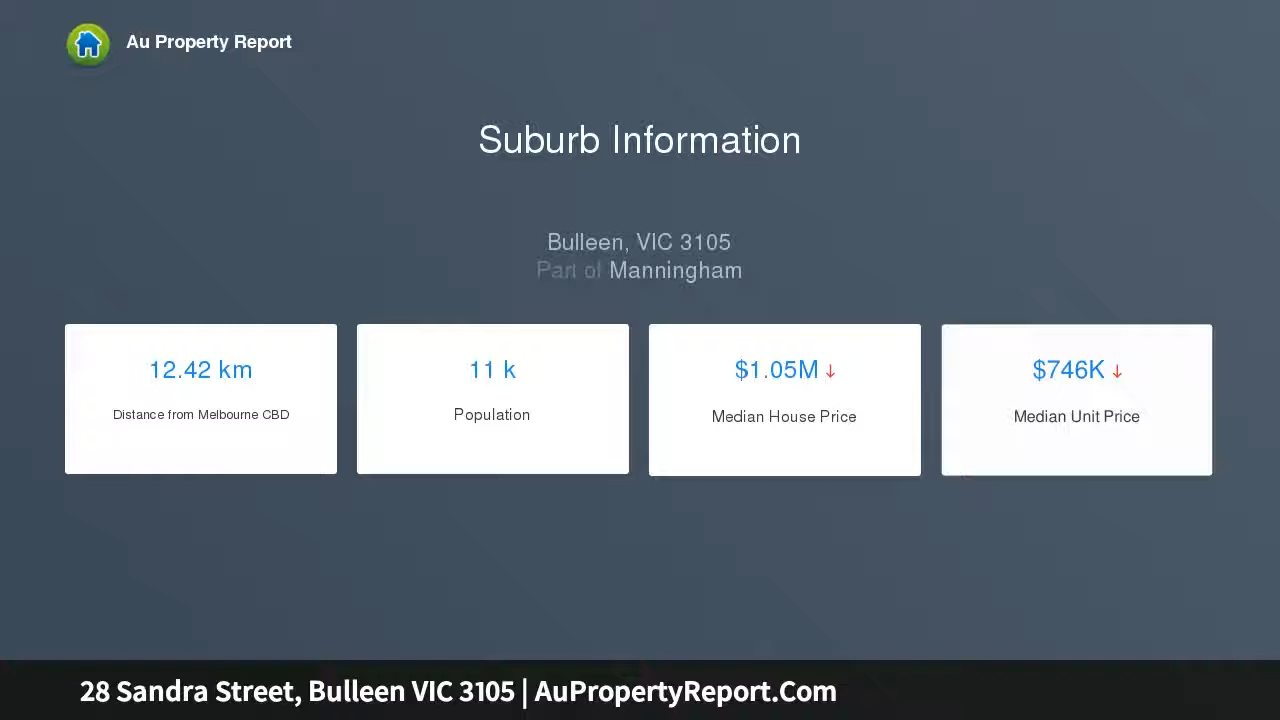 Au Property Report
Suburb Information
Bulleen, VIC 3105
Part of Manningham
12.42 km
Distance from Melbourne CBD
11 k
Population
$1.05M ↓
Median House Price
$746K ↓
Median Unit Price
28 Sandra Street, Bulleen VIC 3105 | AuPropertyReport.Com